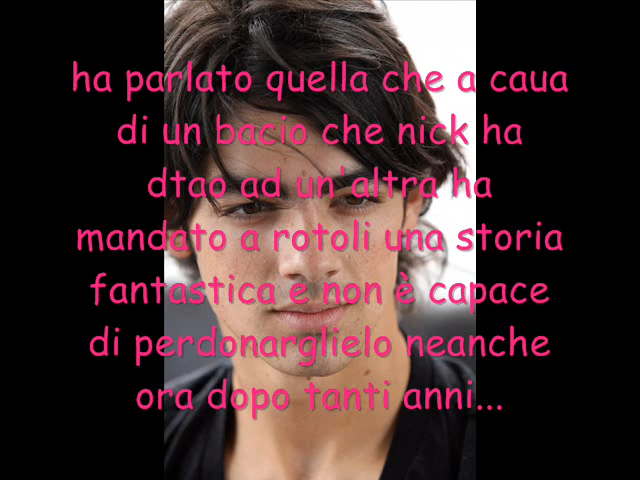 ha parlato quella che a caua
di un bacio che nick ha
dtao ad un'altra ha
mandato a rotoli una storia
fantastica e non è capace
di perdonarglielo neanche
ora dopo tanti anni...